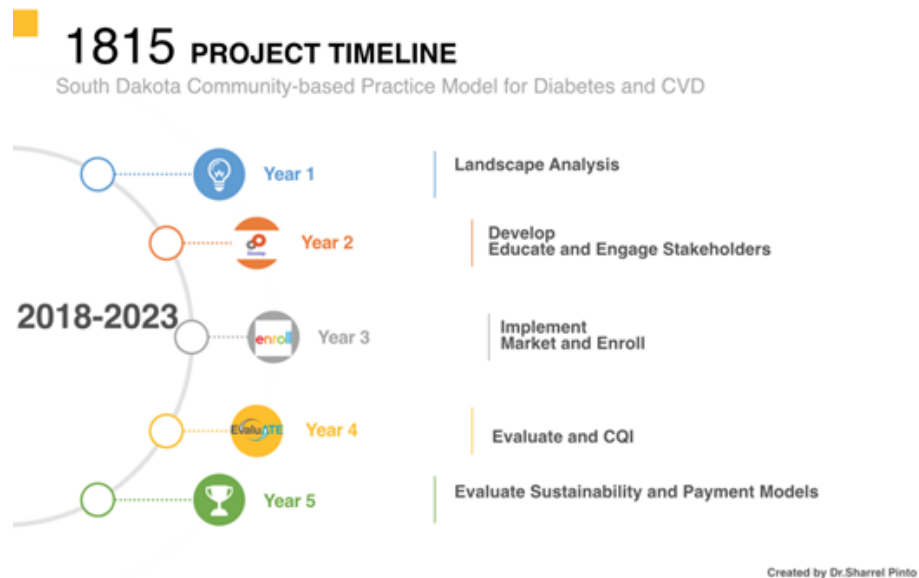 1815 PROJECT TIMELINE
South Dakota Community-based Practice Model for Diabetes and CVD
Year 1
Landscape Analysis
Year 2
Develop
Educate and Engage Stakeholders
2018-2023
enroll
Year 3
Implement
Market and Enroll
EvaluATE
Year 4
Evaluate and CQI
Year 5
Evaluate Sustainability and Payment Models
Created by Dr.Sharrel Pinto